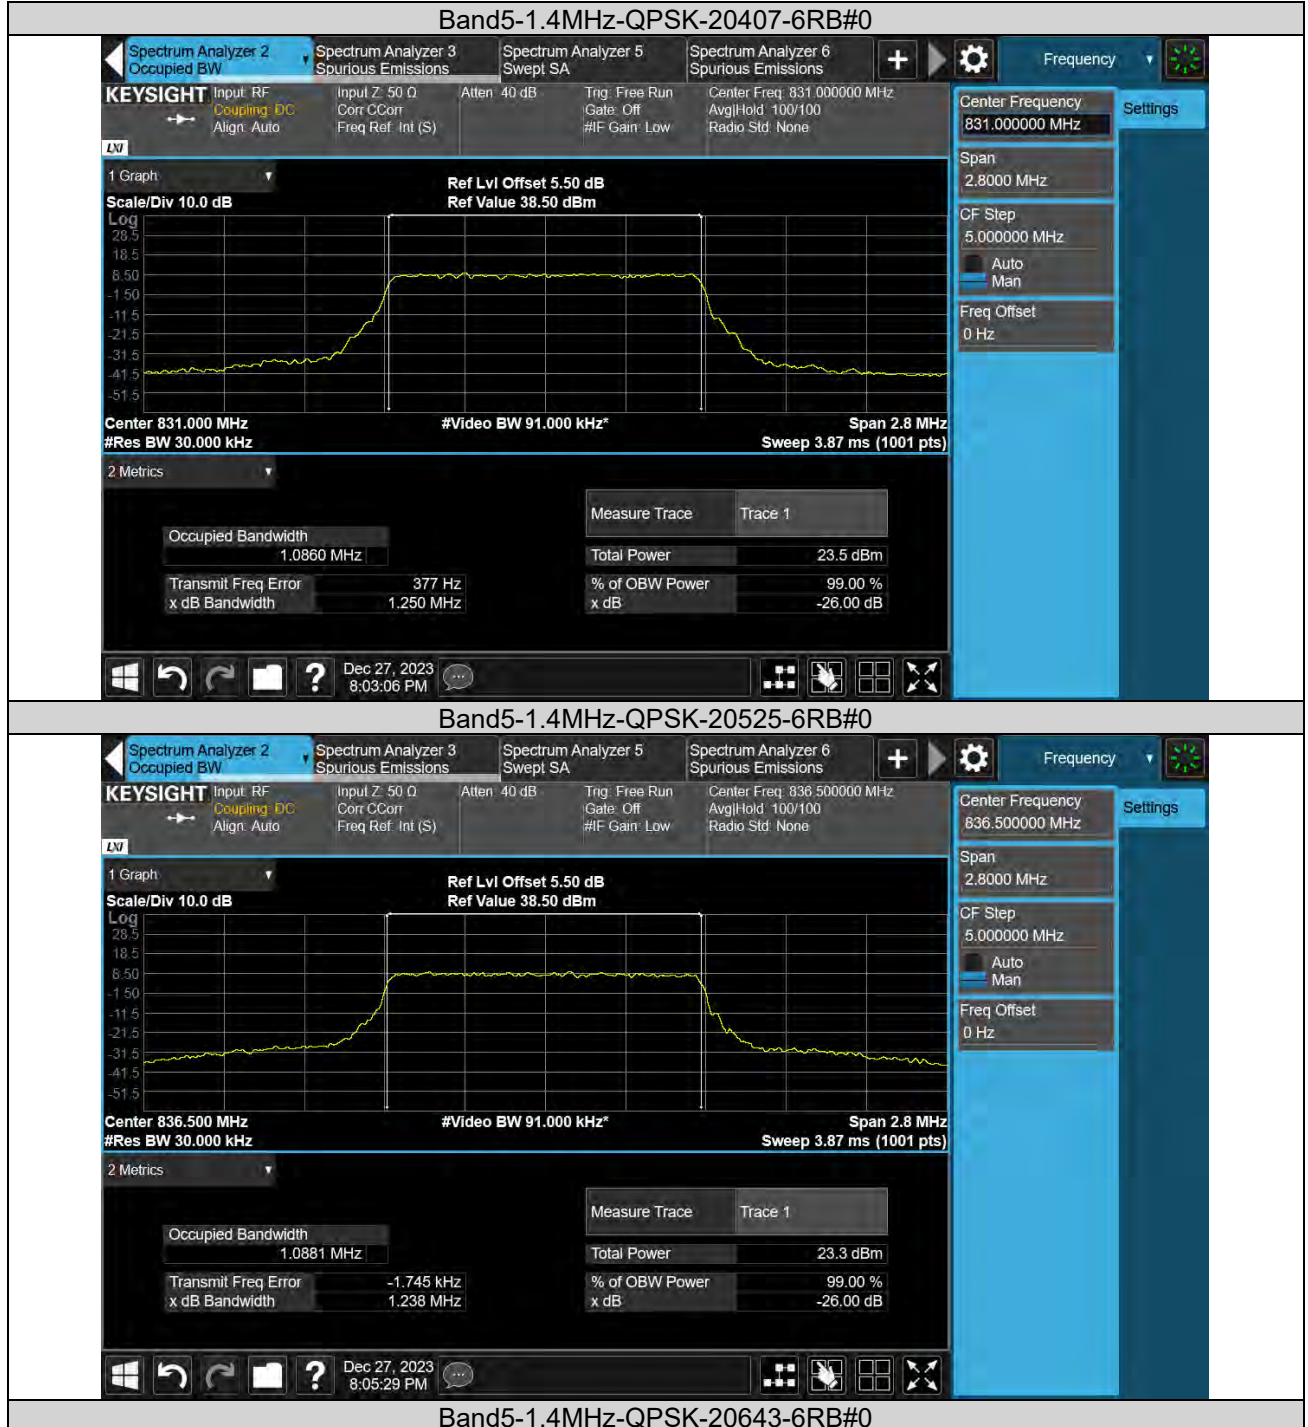 Band5-1.4MHz-QPSK-20407-6RB#0
Spectrum Analyzer 2
Occupied BW
Spectrum Analyzer 3
Spurious Emissions
Spectrum Analyzer 5
Swept SA
Spectrum Analyzer 6
Spurious Emissions
+
Frequency
KEYSIGHT
Input: RF
Coupling: DC
Align: Auto
Input Z: 50 Ω
Corr CCorr
Freq Ref: Int (S)
Atten: 40 dB
Trig: Free Run
Gate: Off
#IF Gain: Low
Center Freq: 831.000000 MHz
Avg|Hold: 100/100
Radio Std: None
LXI
Center Frequency
831.000000 MHz
Settings
Span
2.8000 MHz
CF Step
5.000000 MHz
Auto
Man
Freq Offset
0 Hz
1 Graph
Scale/Div 10.0 dB
Ref Lvl Offset 5.50 dB
Ref Value 38.50 dBm
Log
28.5
18.5
8.50
-1.50
-11.5
-21.5
-31.5
-41.5
-51.5
Center 831.000 MHz
#Video BW 91.000 kHz*
Span 2.8 MHz
#Res BW 30.000 kHz
Sweep 3.87 ms (1001 pts)
2 Metrics
Measure Trace
Trace 1
Occupied Bandwidth
1.0860 MHz
Total Power
23.5 dBm
Transmit Freq Error
377 Hz
% of OBW Power
99.00 %
x dB Bandwidth
1.250 MHz
x dB
-26.00 dB
?
Dec 27, 2023
8:03:06 PM
Band5-1.4MHz-QPSK-20525-6RB#0
Spectrum Analyzer 2
Occupied BW
Spectrum Analyzer 3
Spurious Emissions
Spectrum Analyzer 5
Swept SA
Spectrum Analyzer 6
Spurious Emissions
+
Frequency
KEYSIGHT
Input: RF
Coupling: DC
Align: Auto
Input Z: 50 Ω
Corr CCorr
Freq Ref: Int (S)
Atten: 40 dB
Trig: Free Run
Gate: Off
#IF Gain: Low
Center Freq: 836.500000 MHz
Avg|Hold: 100/100
Radio Std: None
LXI
Center Frequency
836.500000 MHz
Settings
Span
2.8000 MHz
CF Step
5.000000 MHz
Auto
Man
Freq Offset
0 Hz
1 Graph
Scale/Div 10.0 dB
Ref Lvl Offset 5.50 dB
Ref Value 38.50 dBm
Log
28.5
18.5
8.50
-1.50
-11.5
-21.5
-31.5
-41.5
-51.5
Center 836.500 MHz
#Video BW 91.000 kHz*
Span 2.8 MHz
#Res BW 30.000 kHz
Sweep 3.87 ms (1001 pts)
2 Metrics
Measure Trace
Trace 1
Occupied Bandwidth
1.0881 MHz
Total Power
23.3 dBm
Transmit Freq Error
-1.745 kHz
% of OBW Power
99.00 %
x dB Bandwidth
1.238 MHz
x dB
-26.00 dB
?
Dec 27, 2023
8:05:29 PM
Band5-1.4MHz-QPSK-20643-6RB#0